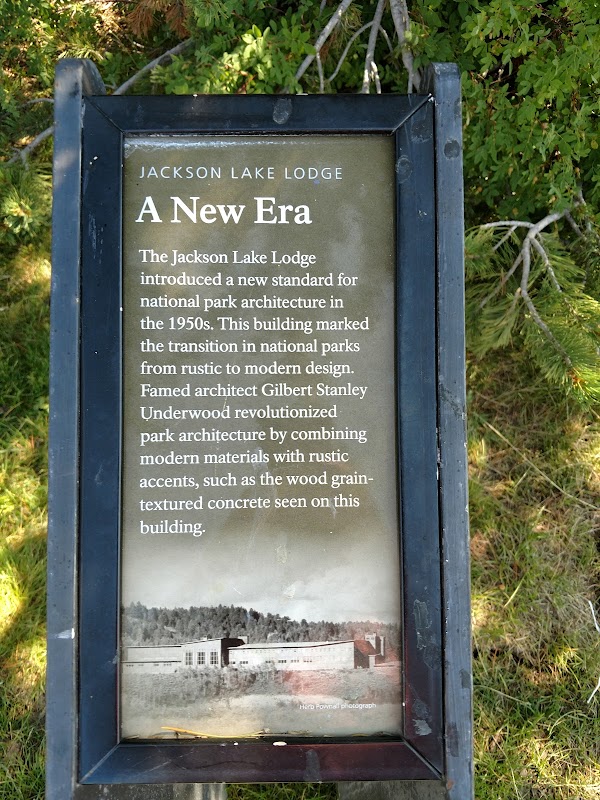 JACKSON LAKE LODGE
A New Era
The Jackson Lake Lodge
introduced a new standard for
national park architecture in
the 1950s. This building marked
the transition in national parks
from rustic to modern design.
Famed architect Gilbert Stanley
Underwood revolutionized
park architecture by combining
modern materials with rustic
accents, such as the wood grain-
textured concrete seen on this
building.
Herb Pownall photograph